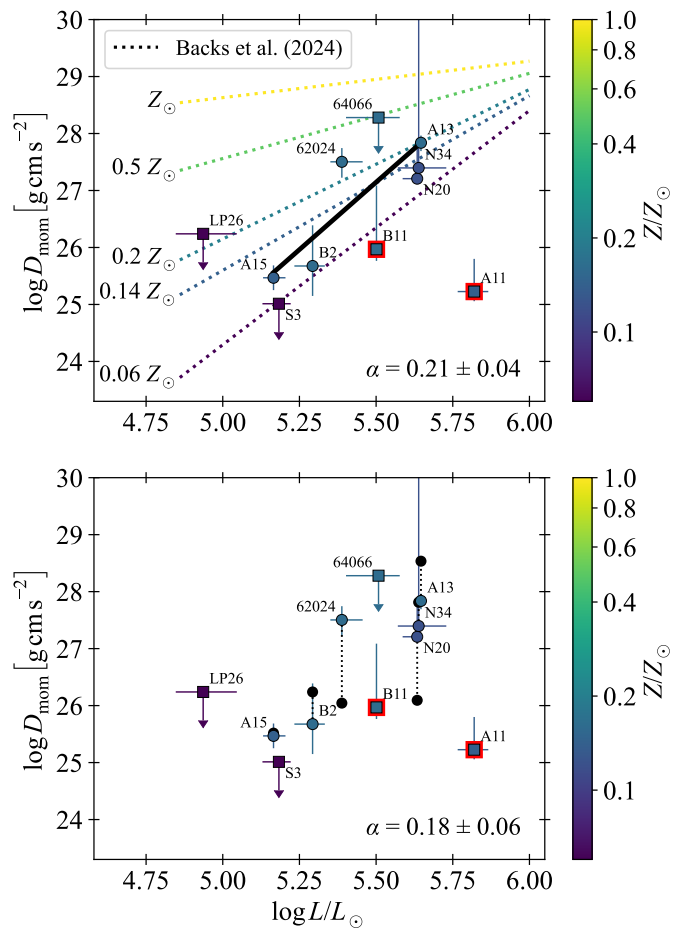 30
29
28
27
26
25
24
log D_mom [g cm s⁻²]
Backs et al. (2024)
Z☉
0.5 Z☉
0.2 Z☉
0.14 Z☉
0.06 Z☉
64066
A13
62024
N34
N20
LP26
B11
B2
A15
A11
S3
α = 0.21 ± 0.04
4.75 5.00 5.25 5.50 5.75 6.00
1.0
0.8
0.6
0.4
0.2
0.1
Z/Z☉
30
29
28
27
26
25
24
log D_mom [g cm s⁻²]
64066
A13
62024
N34
N20
LP26
B11
B2
A15
A11
S3
α = 0.18 ± 0.06
4.75 5.00 5.25 5.50 5.75 6.00
log L/L☉
1.0
0.8
0.6
0.4
0.2
0.1
Z/Z☉